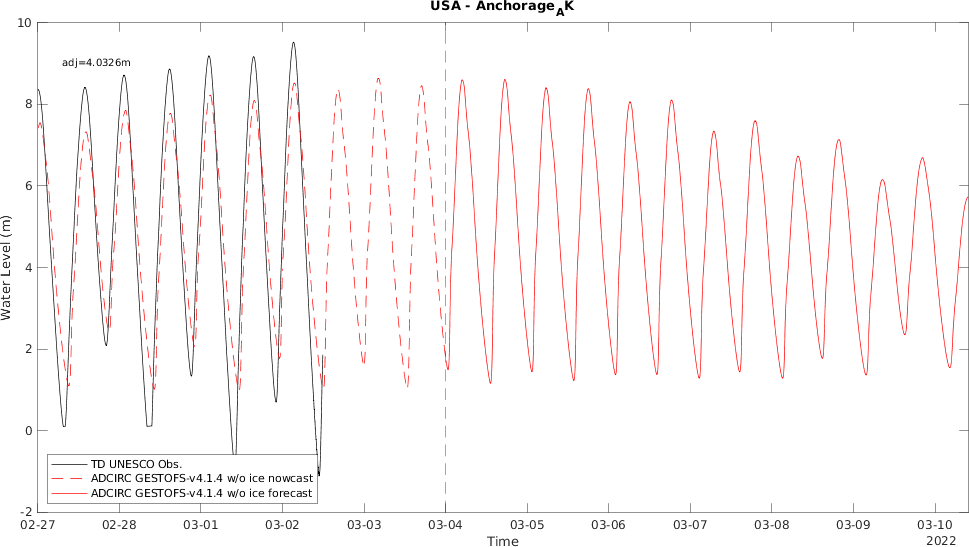 USA - Anchorage_AK
10
adj=4.0326m
8
6
4
2
0
-2
Water Level (m)
TD UNESCO Obs.
ADCIRC GESTOFS-v4.1.4 w/o ice nowcast
ADCIRC GESTOFS-v4.1.4 w/o ice forecast
02-27 02-28 03-01 03-02 03-03 03-04 03-05 03-06 03-07 03-08 03-09 03-10
Time
2022